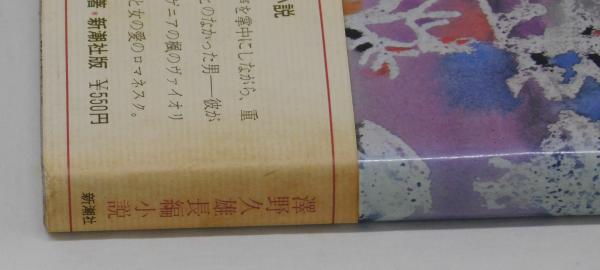 説
を掌中にしながら、重
とのなかった男──彼が
ヴニアの楓のヴァイオリ
と女の愛のロマネスク。
著・新潮社版 ¥550円
澤野久雄長編小説
新潮社